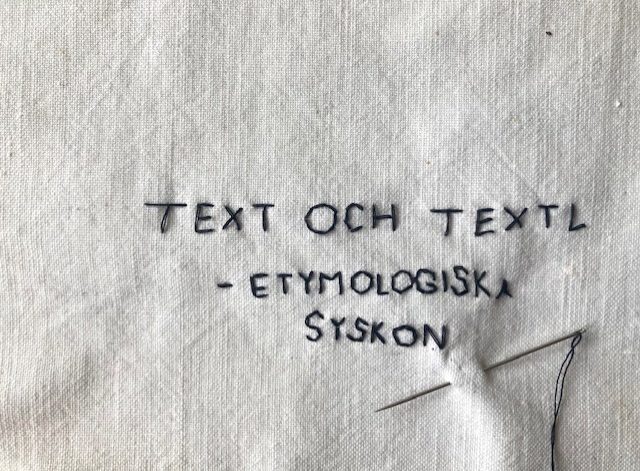 TEXT OCH TEXTL
- ETYMOLOGISKA
SYSKON